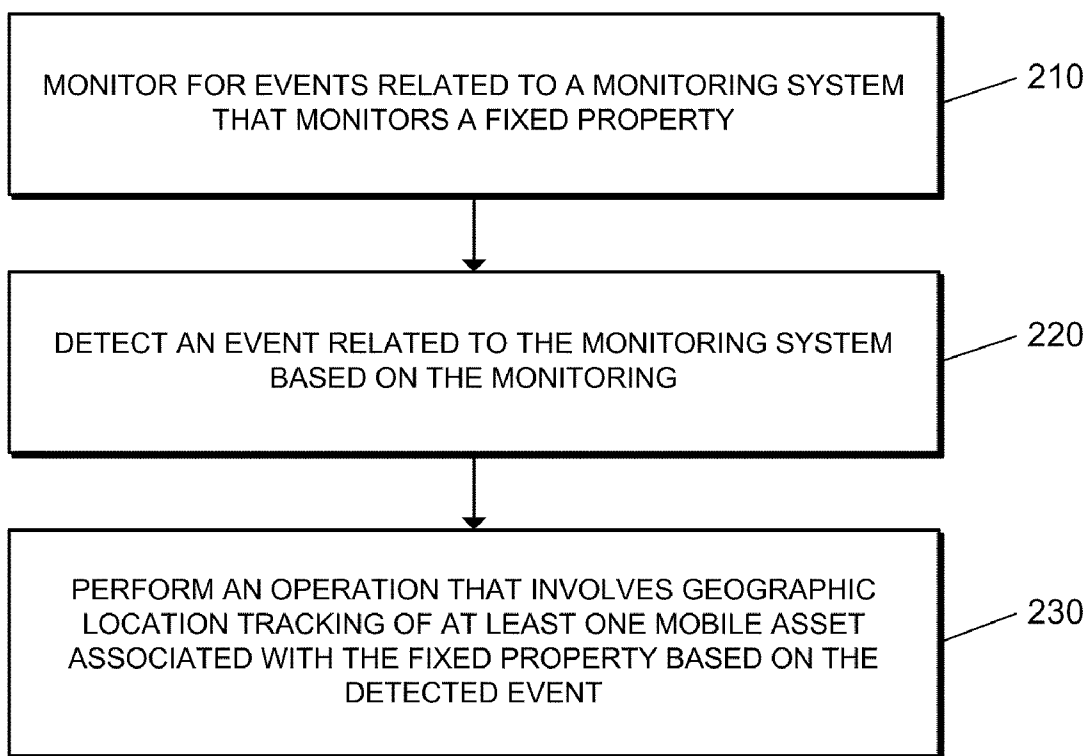 MONITOR FOR EVENTS RELATED TO A MONITORING SYSTEM
THAT MONITORS A FIXED PROPERTY
210
DETECT AN EVENT RELATED TO THE MONITORING SYSTEM
BASED ON THE MONITORING
220
PERFORM AN OPERATION THAT INVOLVES GEOGRAPHIC
LOCATION TRACKING OF AT LEAST ONE MOBILE ASSET
ASSOCIATED WITH THE FIXED PROPERTY BASED ON THE
DETECTED EVENT
230